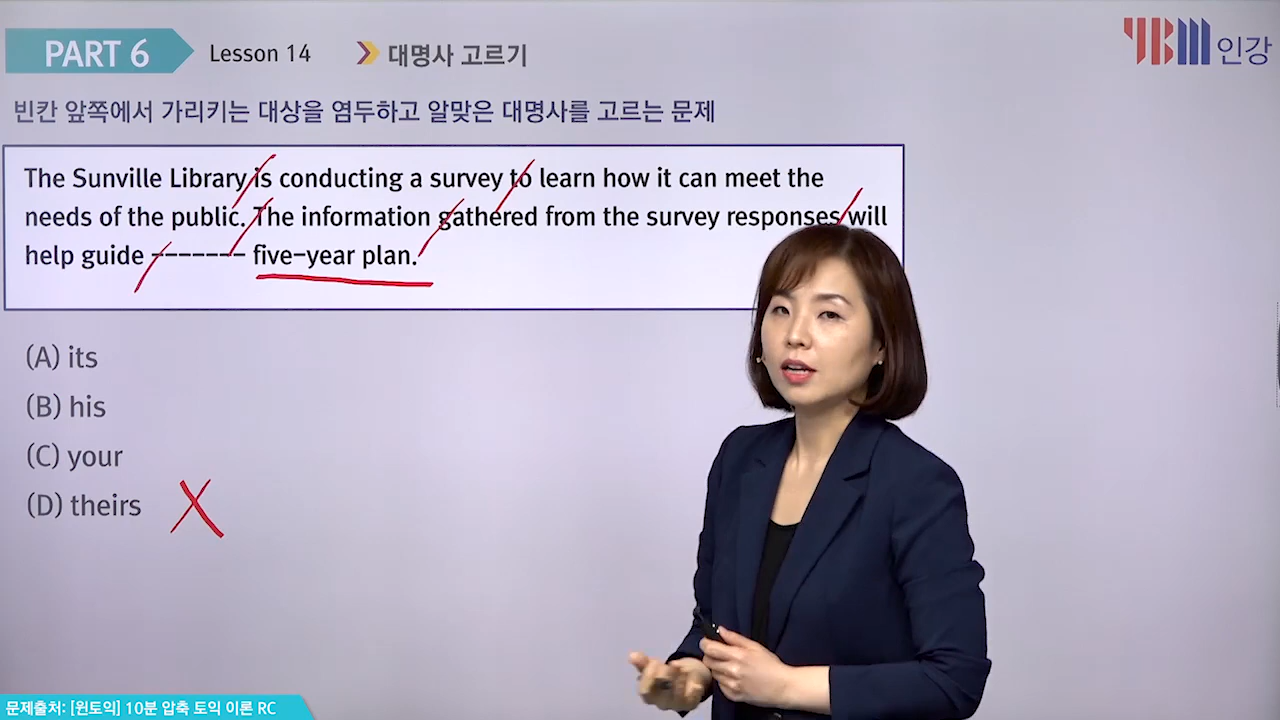 PART 6
Lesson 14
대명사 고르기
YBM 인강
빈칸 앞쪽에서 가리키는 대상을 염두하고 알맞은 대명사를 고르는 문제
The Sunville Library is conducting a survey to learn how it can meet the
needs of the public. The information gathered from the survey responses will
help guide ------- five-year plan.
(A) its
(B) his
(C) your
(D) theirs
문제출처: [윈토익] 10분 압축 토익 이론 RC